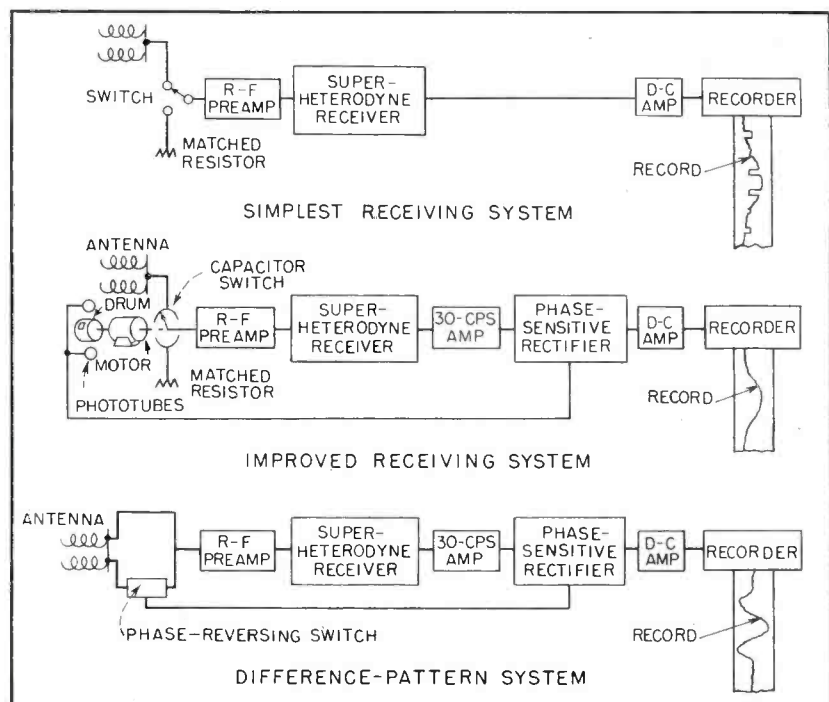 SWITCH
R-F
PREAMP
SUPER-
HETERODYNE
RECEIVER
D-C
AMP
RECORDER
MATCHED
RESISTOR
RECORD
SIMPLEST RECEIVING SYSTEM
ANTENNA
CAPACITOR
SWITCH
DRUM
MOTOR
PHOTOTUBES
MATCHED
RESISTOR
R-F
PREAMP
SUPER-
HETERODYNE
RECEIVER
30-CPS
AMP
PHASE-
SENSITIVE
RECTIFIER
D-C
AMP
RECORDER
RECORD
IMPROVED RECEIVING SYSTEM
ANTENNA
R-F
PREAMP
SUPER-
HETERODYNE
RECEIVER
30-CPS
AMP
PHASE-
SENSITIVE
RECTIFIER
D-C
AMP
RECORDER
PHASE-REVERSING SWITCH
RECORD
DIFFERENCE-PATTERN SYSTEM